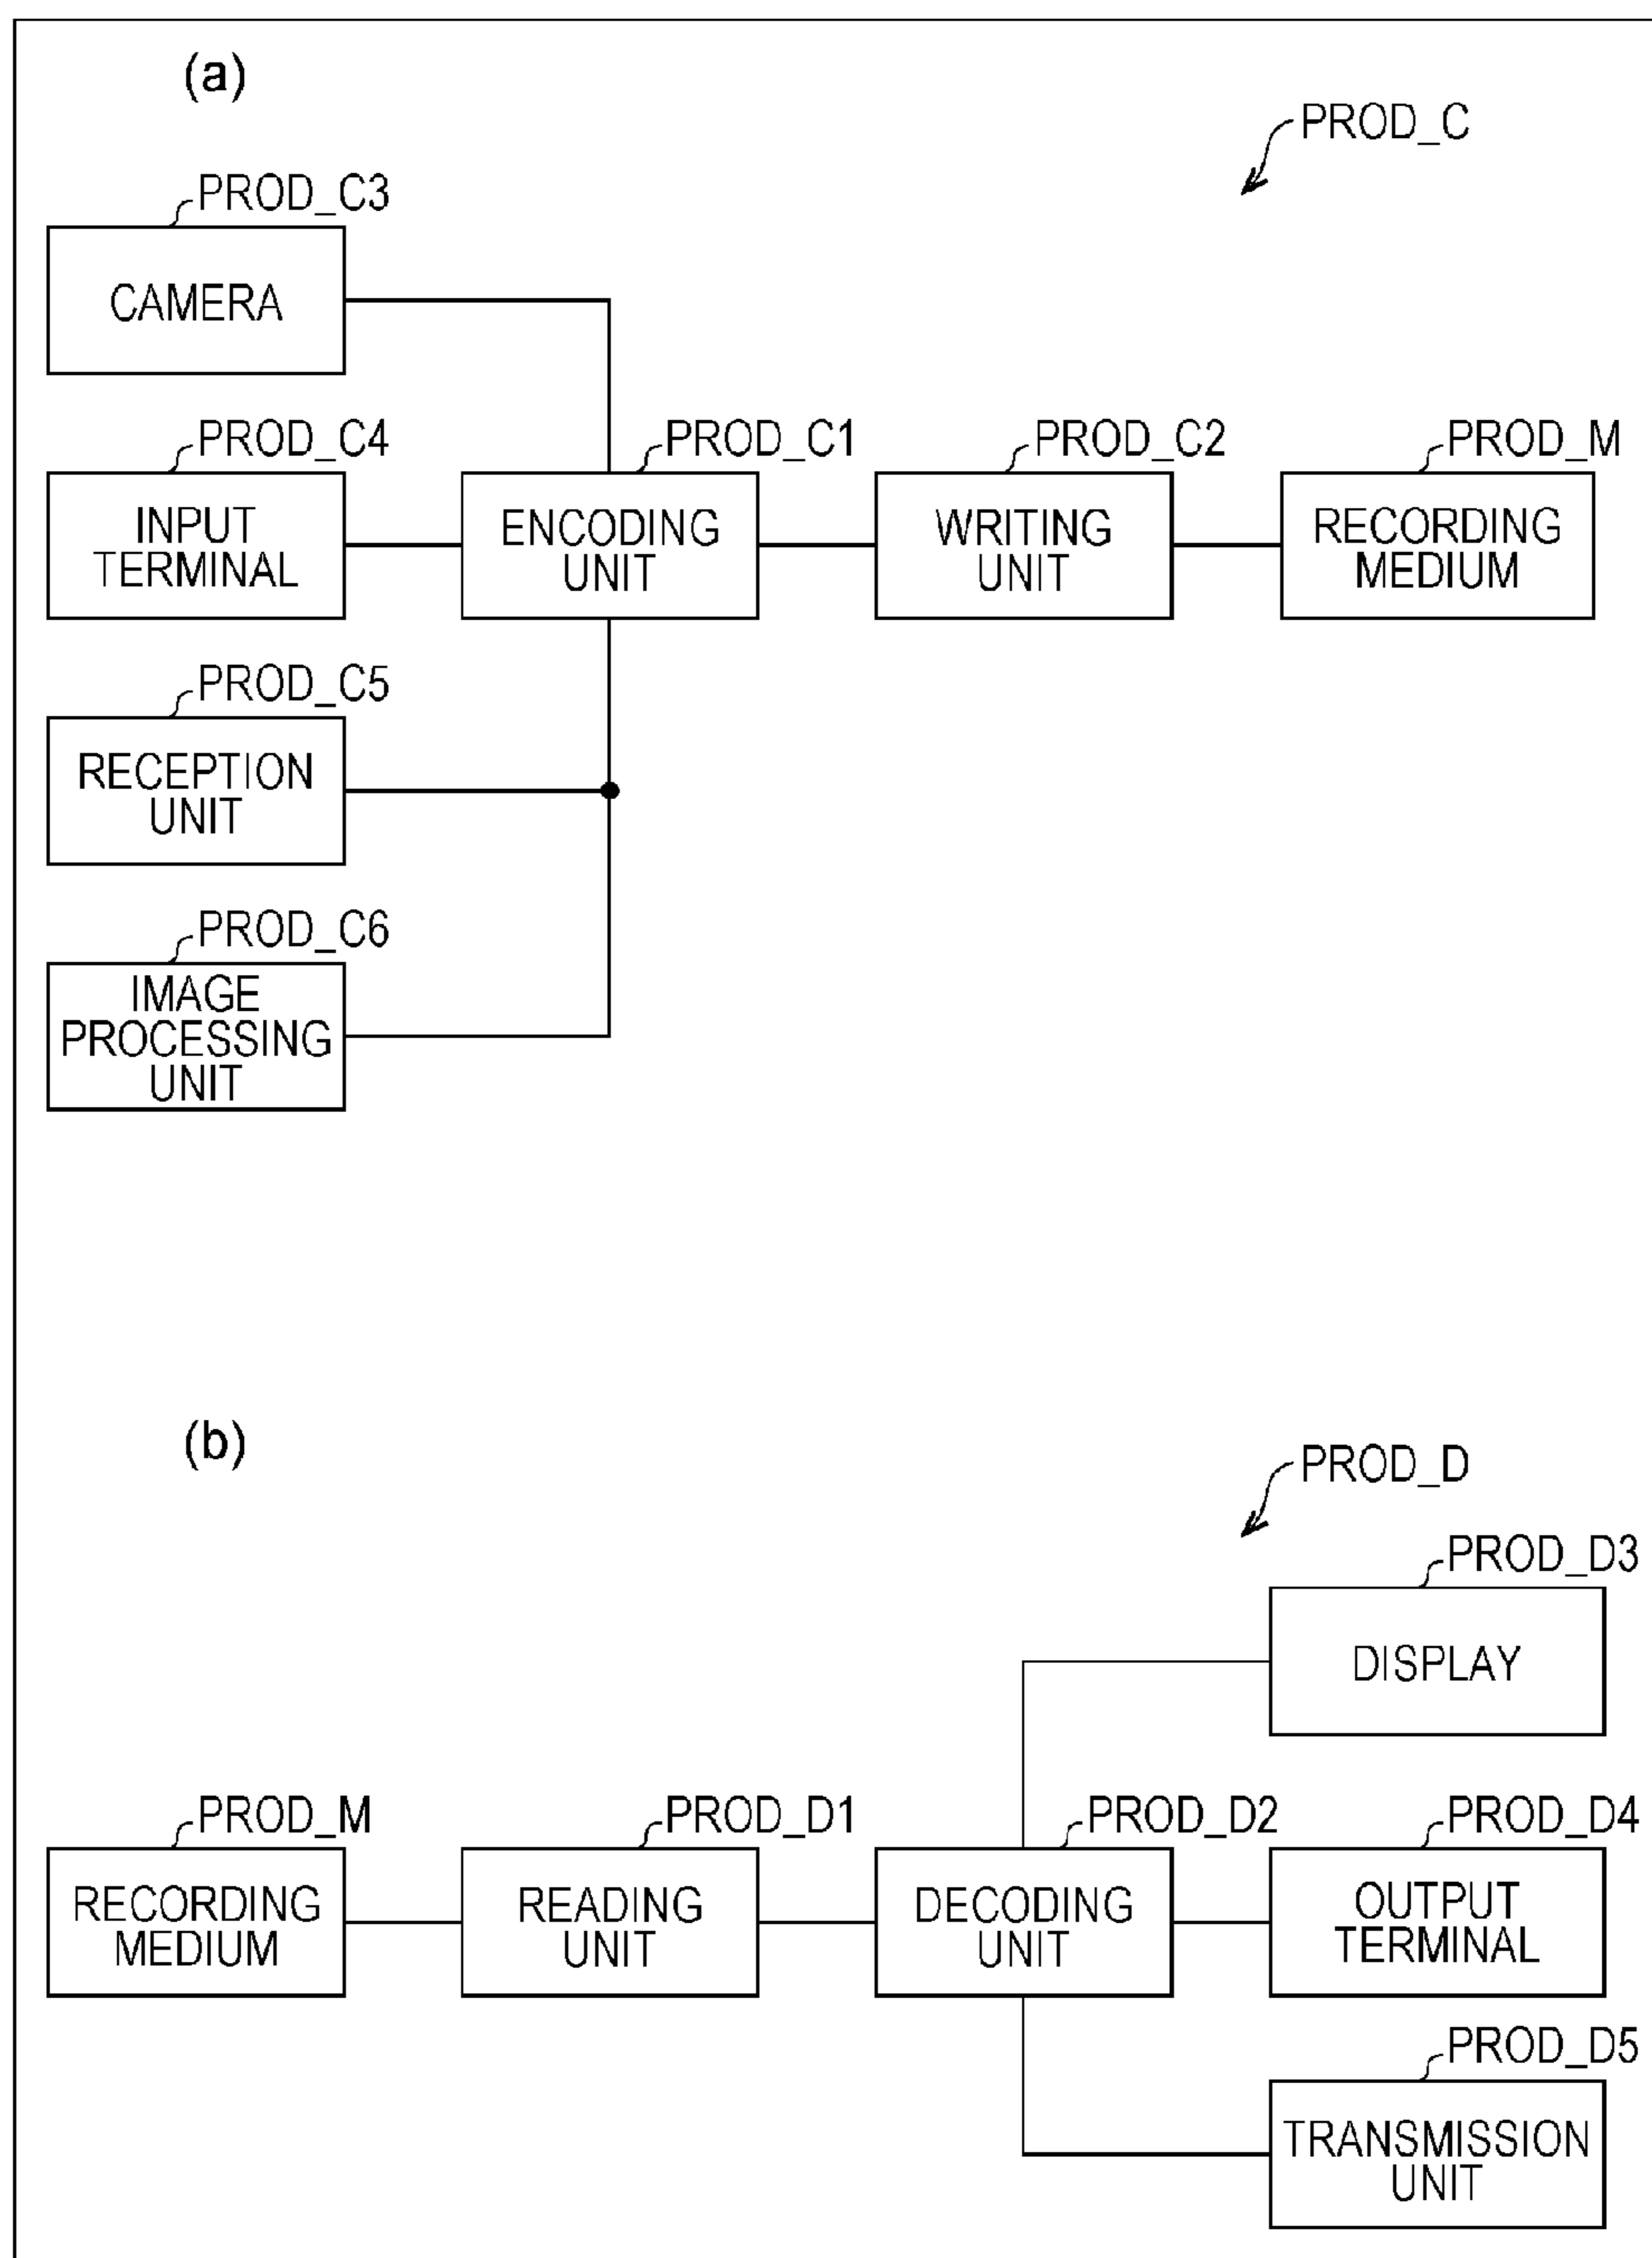 (a)
PROD_C
PROD_C3
CAMERA
PROD_C4
INPUT
TERMINAL
PROD_C1
ENCODING
UNIT
PROD_C2
WRITING
UNIT
PROD_M
RECORDING
MEDIUM
PROD_C5
RECEPTION
UNIT
PROD_C6
IMAGE
PROCESSING
UNIT
(b)
PROD_D
PROD_D3
DISPLAY
PROD_M
RECORDING
MEDIUM
PROD_D1
READING
UNIT
PROD_D2
DECODING
UNIT
PROD_D4
OUTPUT
TERMINAL
PROD_D5
TRANSMISSION
UNIT